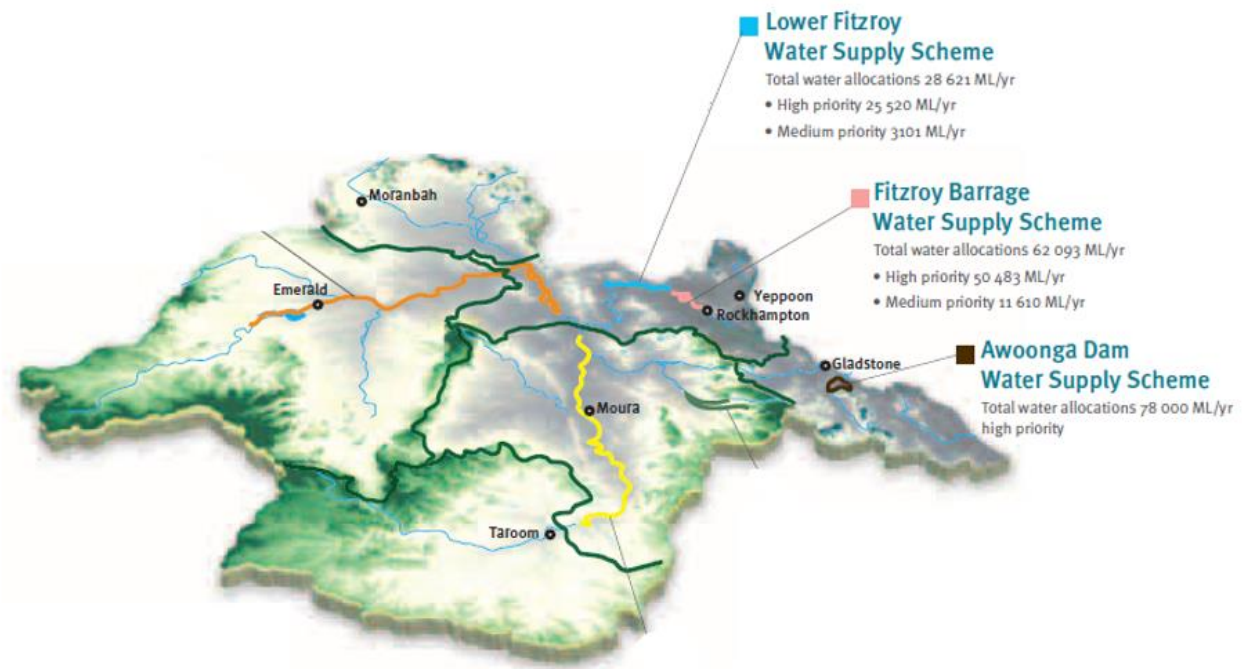 Lower Fitzroy
Water Supply Scheme
Total water allocations 28 621 ML/yr
• High priority 25 520 ML/yr
• Medium priority 3101 ML/yr
Fitzroy Barrage
Water Supply Scheme
Total water allocations 62 093 ML/yr
• High priority 50 483 ML/yr
• Medium priority 11 610 ML/yr
Awoonga Dam
Water Supply Scheme
Total water allocations 78 000 ML/yr
high priority
Moranbah
Emerald
Yeppoon
Rockhampton
Gladstone
Moura
Taroom